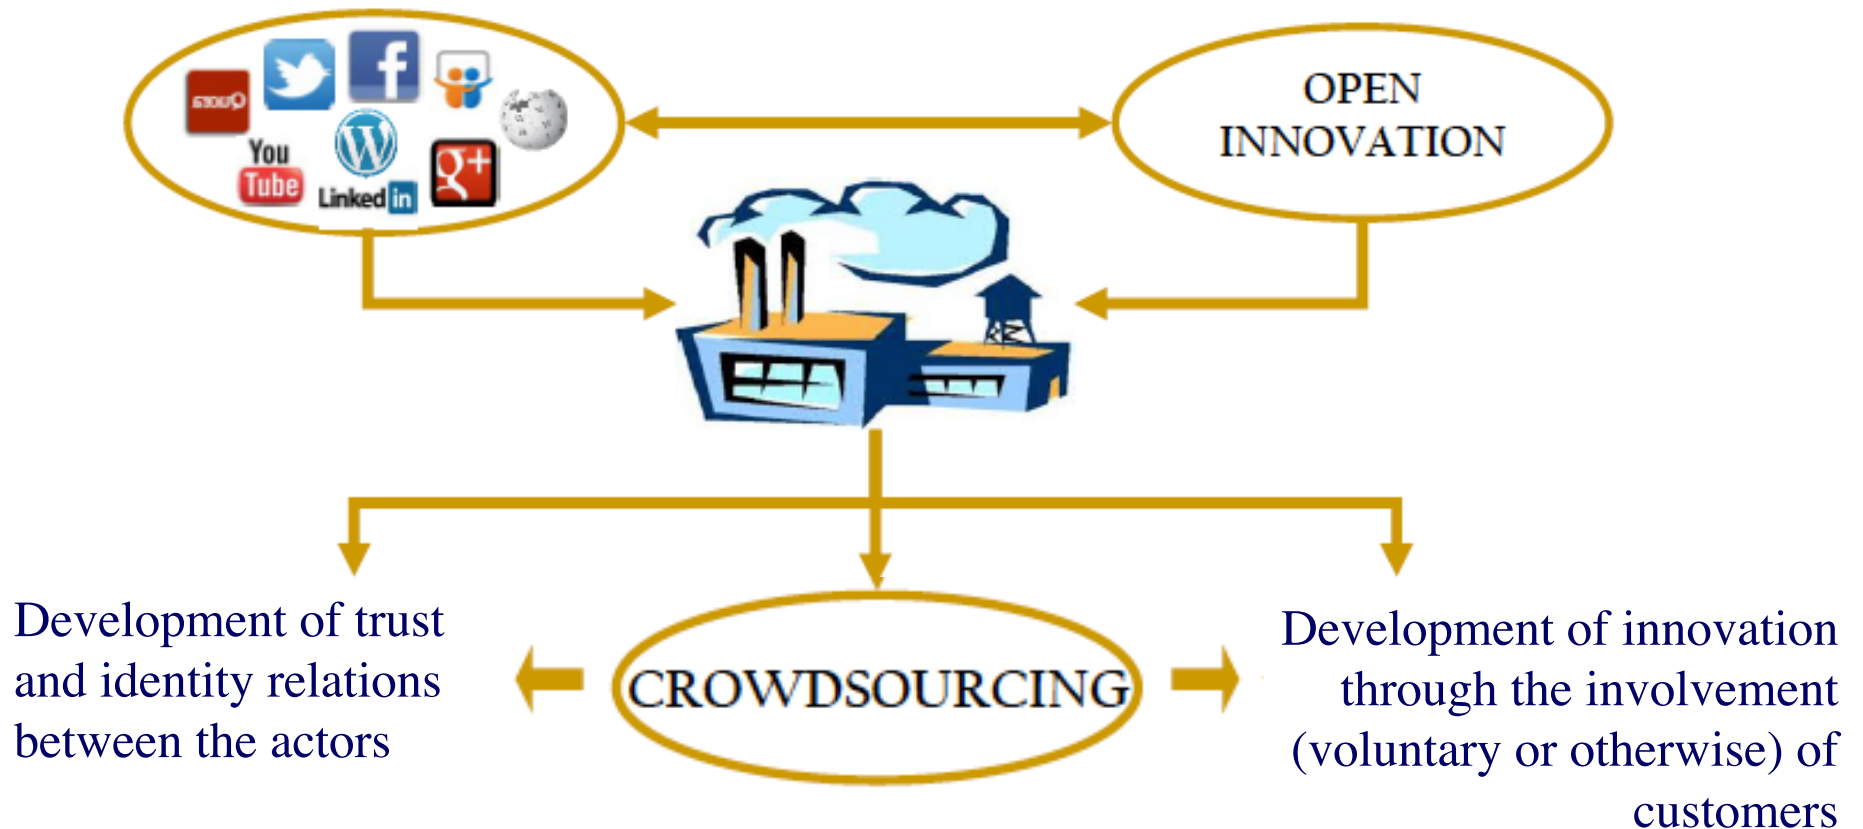 Quora
f
W
You
Tube
Linked in
g+
OPEN
INNOVATION
Development of trust
and identity relations
between the actors
CROWDSOURCING
Development of innovation
through the involvement
(voluntary or otherwise) of
customers